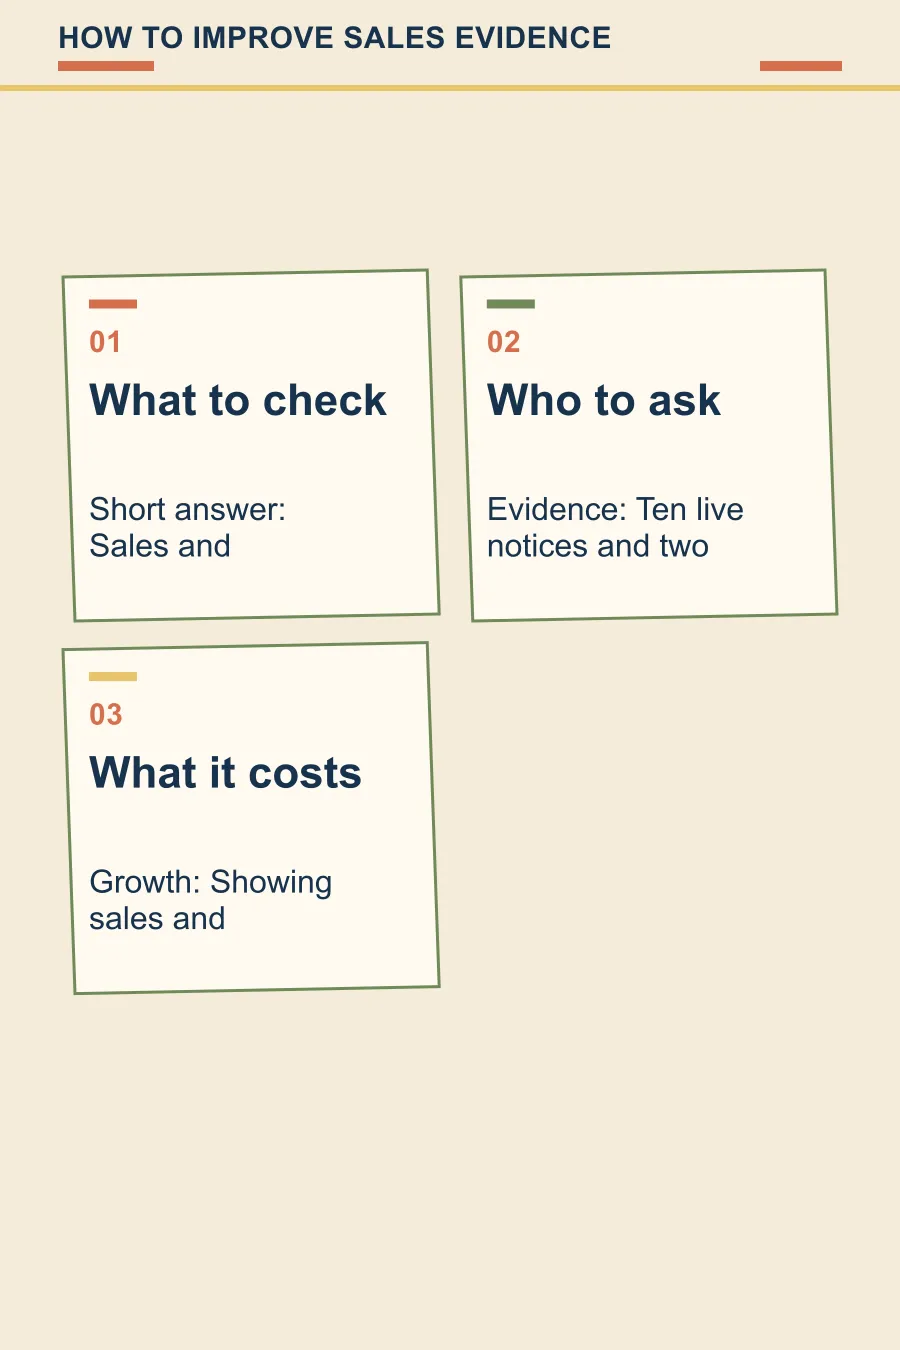 HOW TO IMPROVE SALES EVIDENCE
01
What to check
Short answer:
Sales and
02
Who to ask
Evidence: Ten live
notices and two
03
What it costs
Growth: Showing
sales and